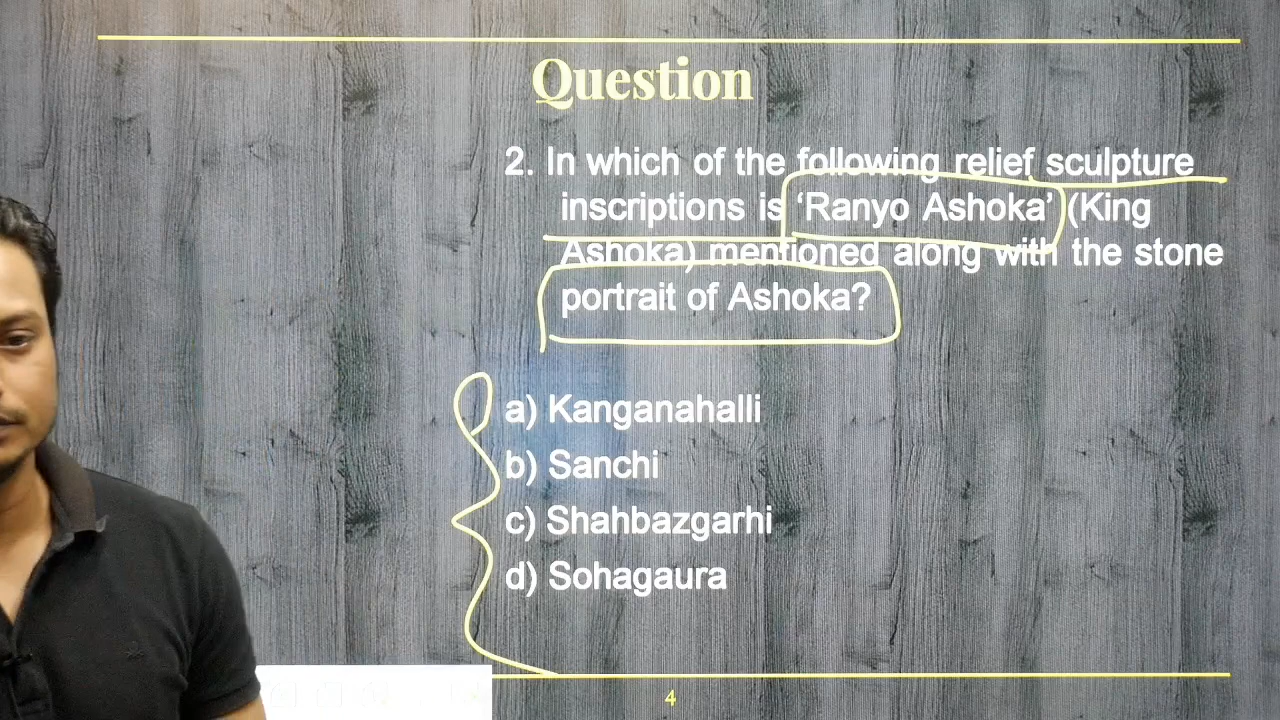 Question
2. In which of the following relief sculpture
inscriptions is ‘Ranyo Ashoka’ (King
Ashoka) mentioned along with the stone
portrait of Ashoka?
a) Kanganahalli
b) Sanchi
c) Shahbazgarhi
d) Sohagaura
4